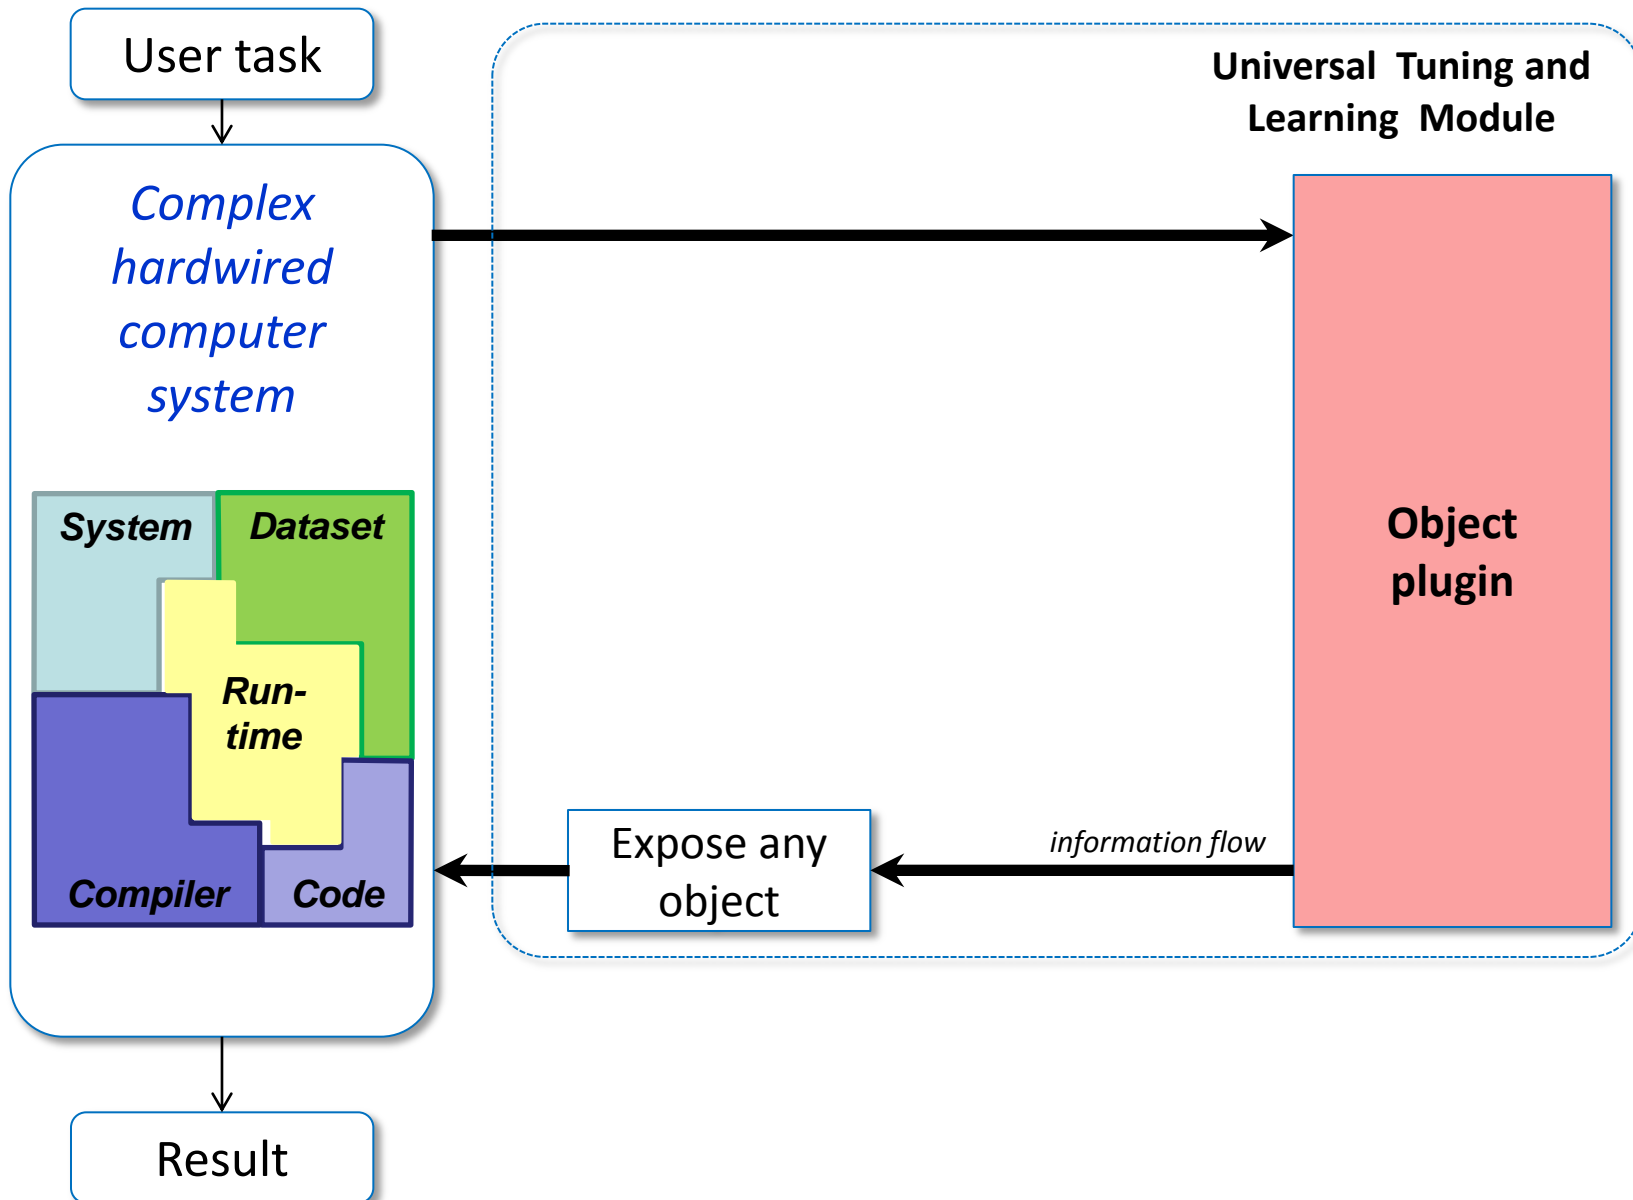 User task
Universal Tuning and
Learning Module
Complex
hardwired
computer
system
System
Dataset
Run-
time
Compiler
Code
Object
plugin
Expose any
object
information flow
Result